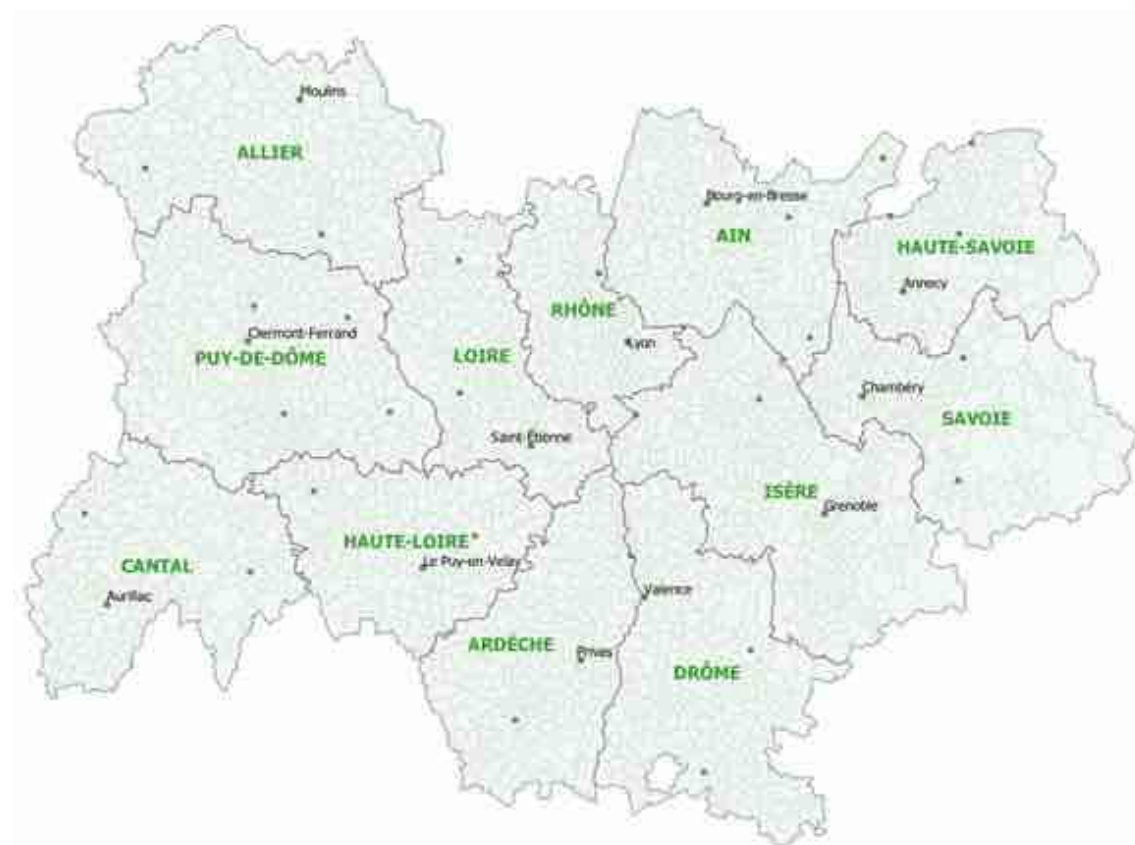 Moulins
ALLIER
Bourg-en-Bresse
AIN
HAUTE-SAVOIE
Annecy
RHÔNE
Clermont-Ferrand
Lyon
PUY-DE-DÔME
LOIRE
Chambéry
SAVOIE
Saint-Étienne
ISÈRE
Grenoble
HAUTE-LOIRE
Le Puy-en-Velay
CANTAL
Aurillac
Valence
ARDÈCHE
Privas
DRÔME